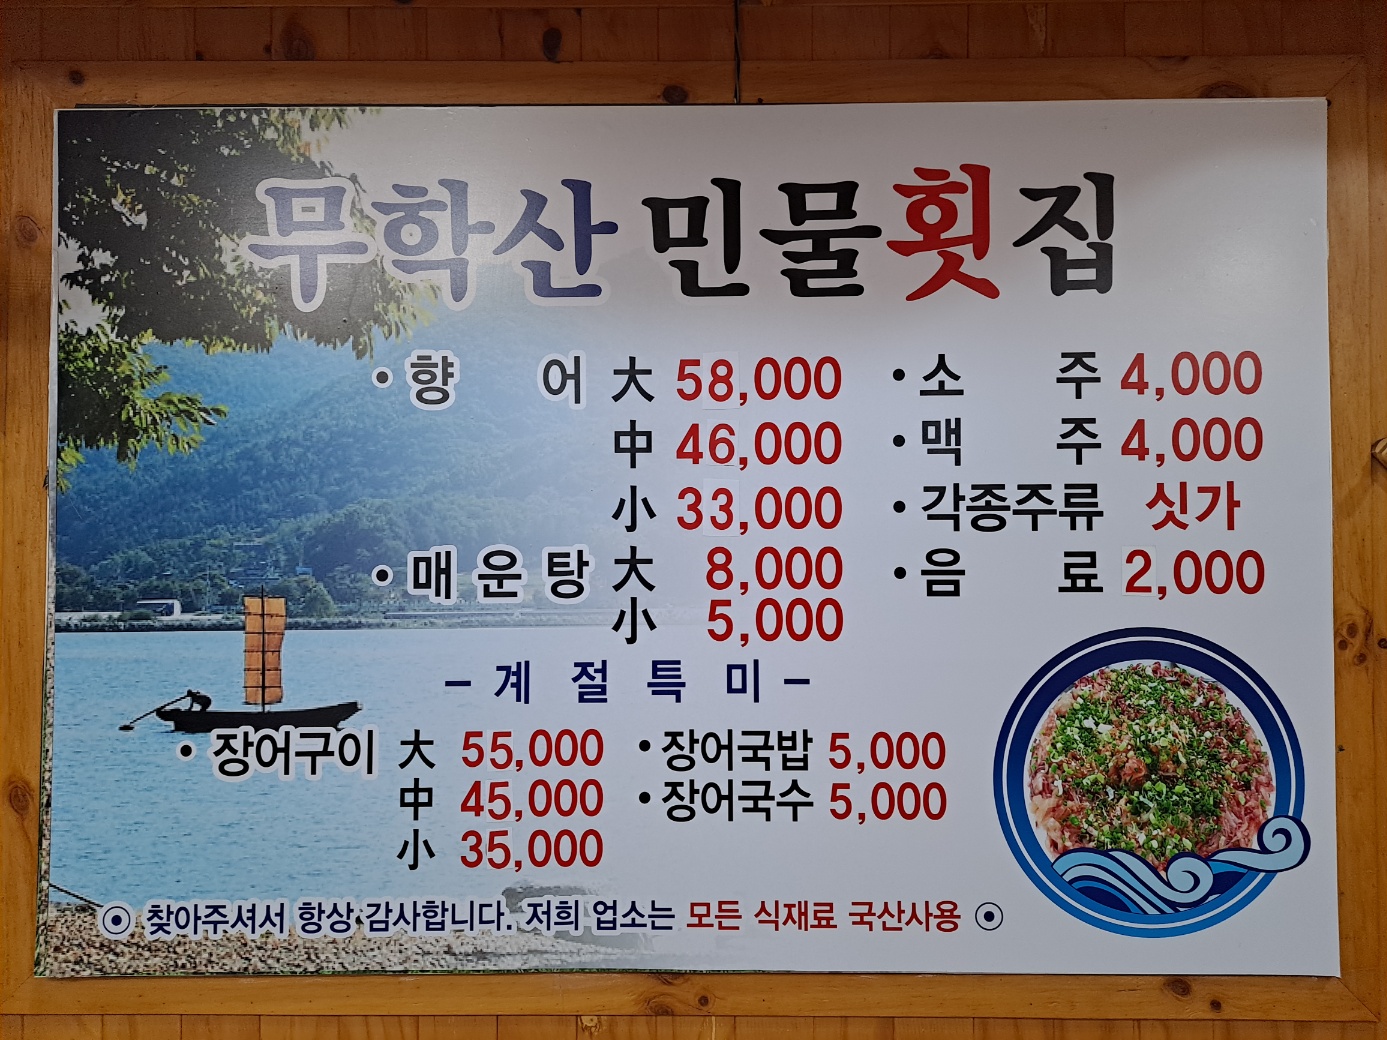 무학산 민물횟집
•향 어 大 58,000 •소 주 4,000
中 46,000 •맥 주 4,000
小 33,000 •각종주류 싯가
•매운탕 大 8,000 •음 료 2,000
小 5,000
– 계 절 특 미 –
•장어구이 大 55,000 •장어국밥 5,000
中 45,000 •장어국수 5,000
小 35,000
⊙ 찾아주셔서 항상 감사합니다. 저희 업소는 모든 식재료 국산사용 ⊙